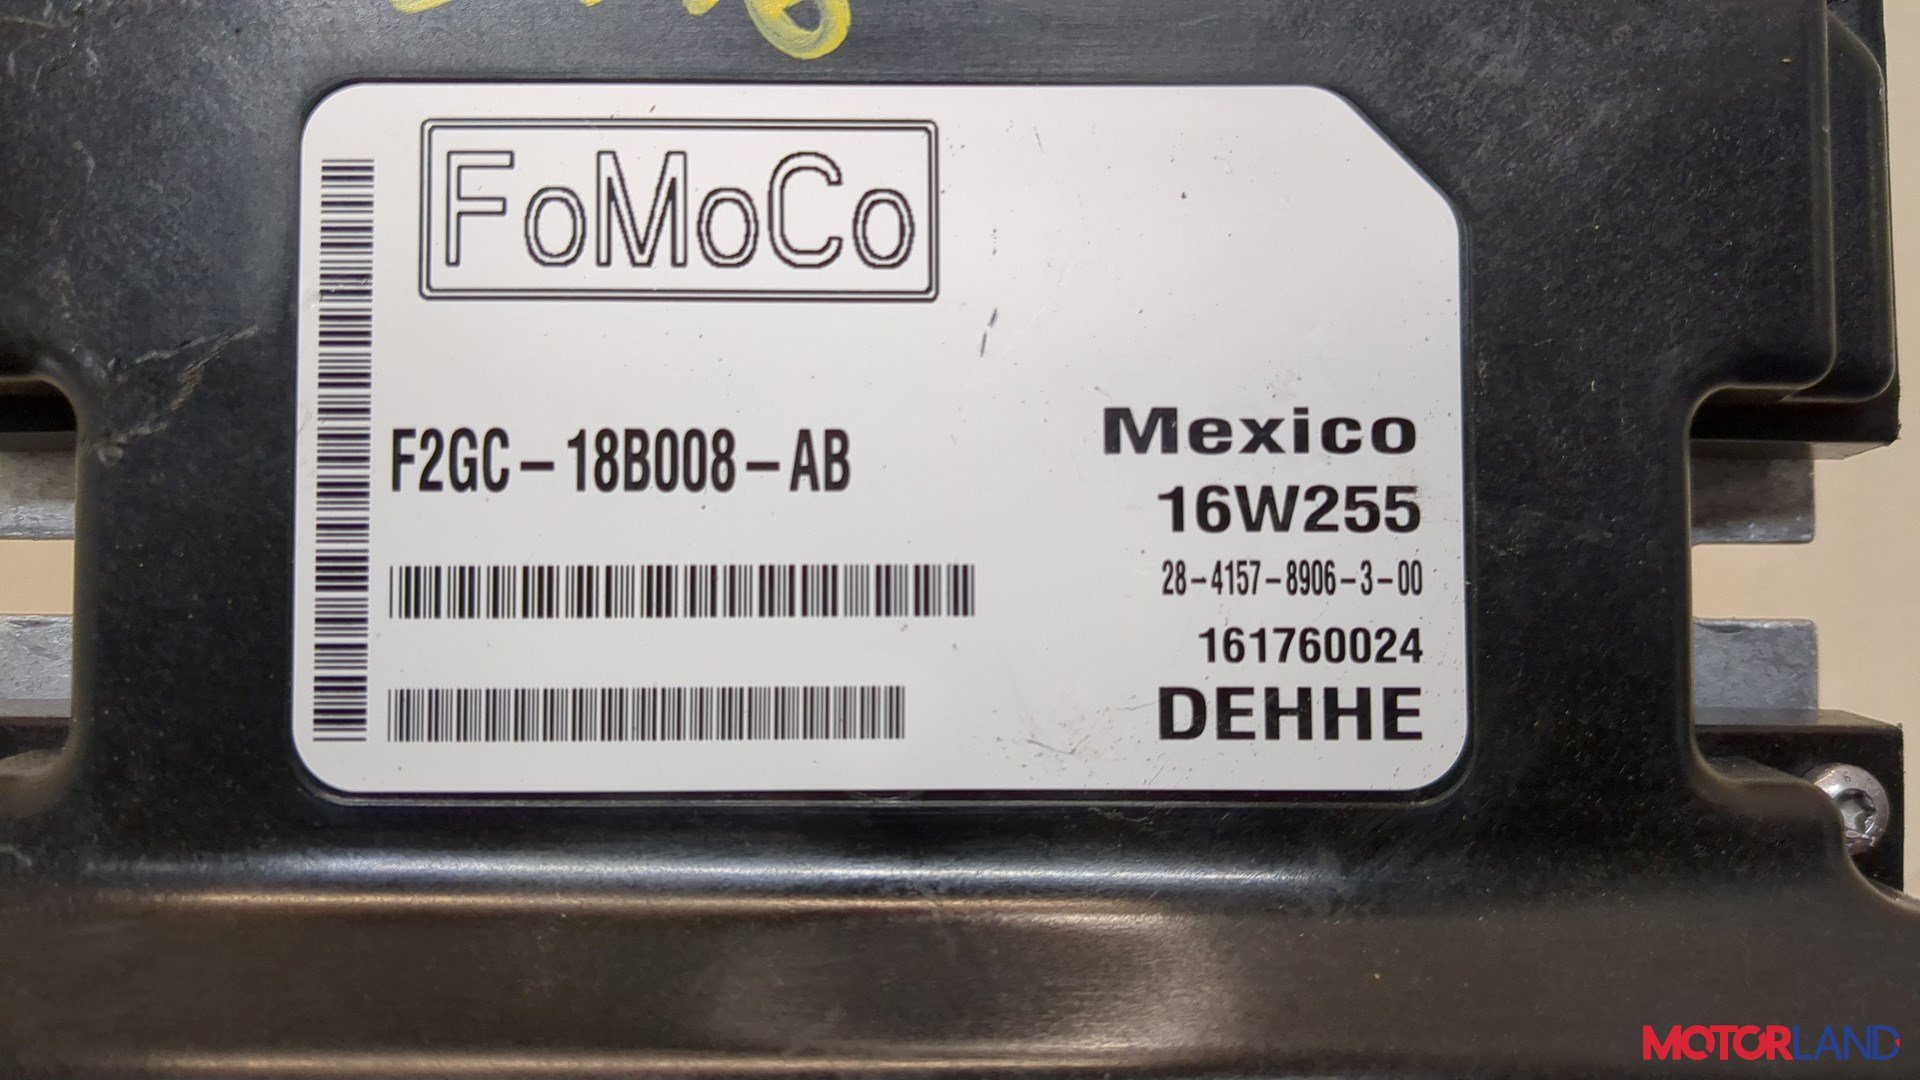 FoMoCo
F2GC-18B008-AB
Mexico
16W255
28-4157-8906-3-00
161760024
DEHHE
MOTORLAND